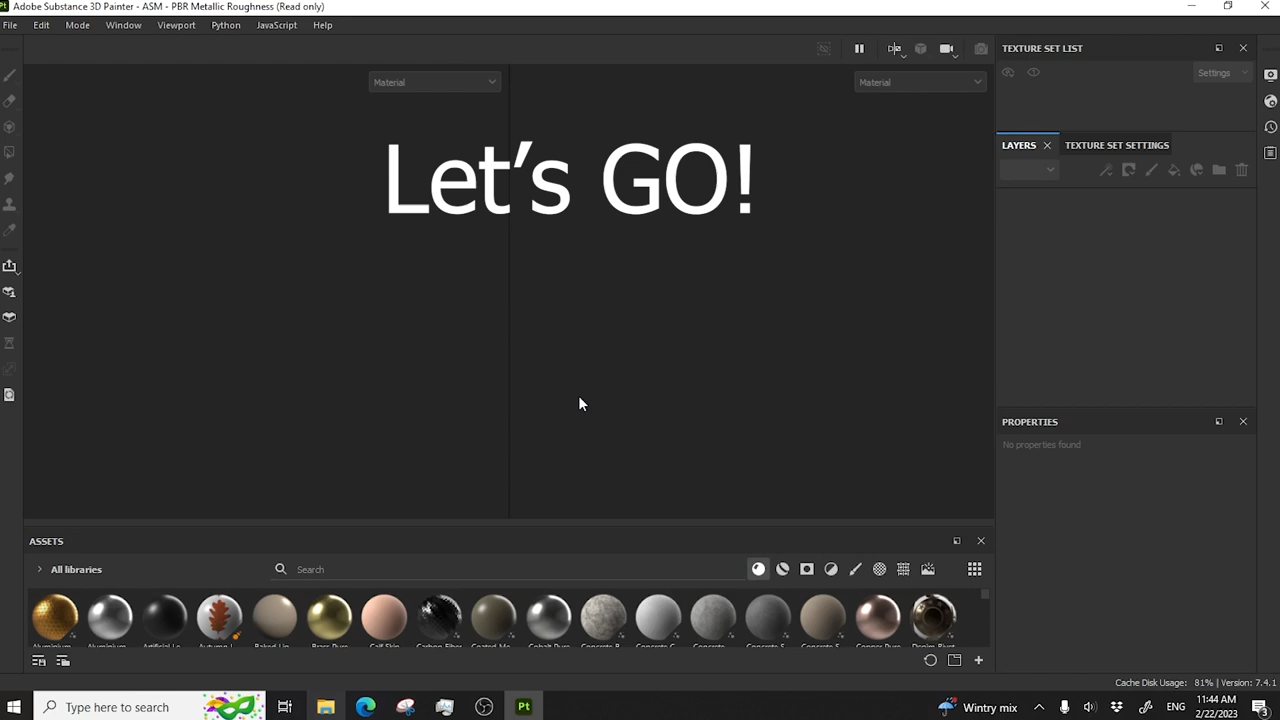 Pt Adobe Substance 3D Painter - ASM - PBR Metallic Roughness (Read only)
File Edit Mode Window Viewport Python JavaScript Help
TEXTURE SET LIST
Settings
Material Material
LAYERS TEXTURE SET SETTINGS
Let's GO!
PROPERTIES
No properties found
ASSETS
All libraries Search
Cache Disk Usage: 81% | Version: 7.4.1
Type here to search
Pt
Wintry mix
ENG
11:44 AM
2/22/2023
3